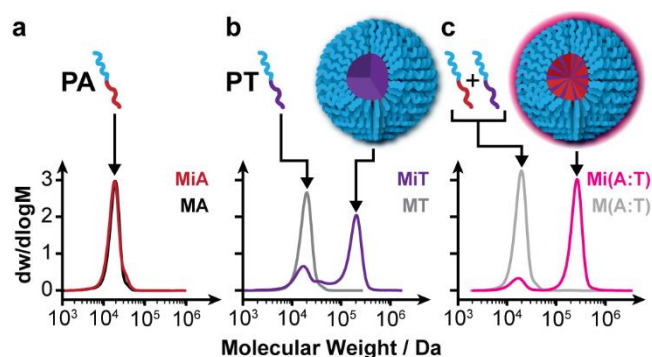 a
PA
MiA
MA
b
PT
MiT
MT
c
+
Mi(A:T)
M(A:T)
dw/dlogM
3
2
1
0
10³ 10⁴ 10⁵ 10⁶
10³ 10⁴ 10⁵ 10⁶
10³ 10⁴ 10⁵ 10⁶
Molecular Weight / Da